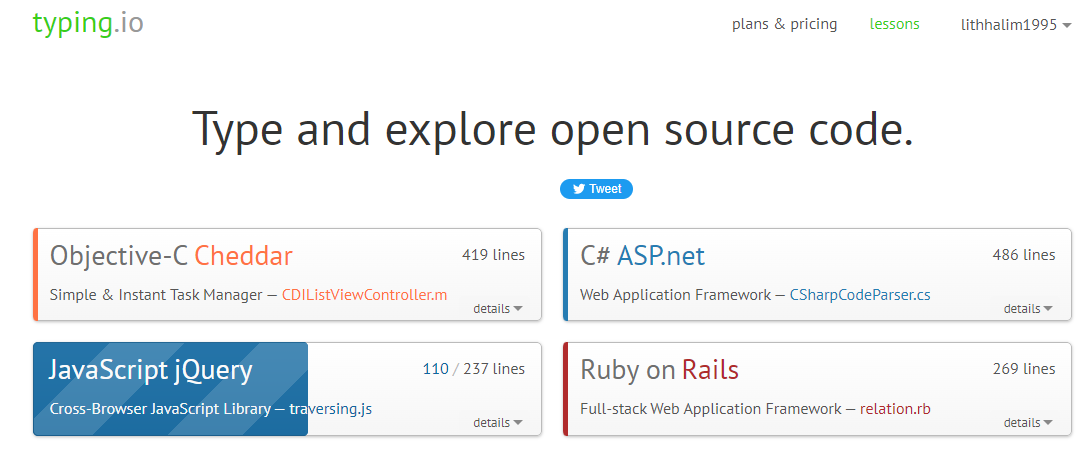 typing.io plans & pricing lessons lithhalim1995
Type and explore open source code.
Tweet
Objective-C Cheddar 419 lines
Simple & Instant Task Manager — CDIListViewController.m
details
C# ASP.net 486 lines
Web Application Framework — CSharpCodeParser.cs
details
JavaScript jQuery 110 / 237 lines
Cross-Browser JavaScript Library — traversing.js
details
Ruby on Rails 269 lines
Full-stack Web Application Framework — relation.rb
details